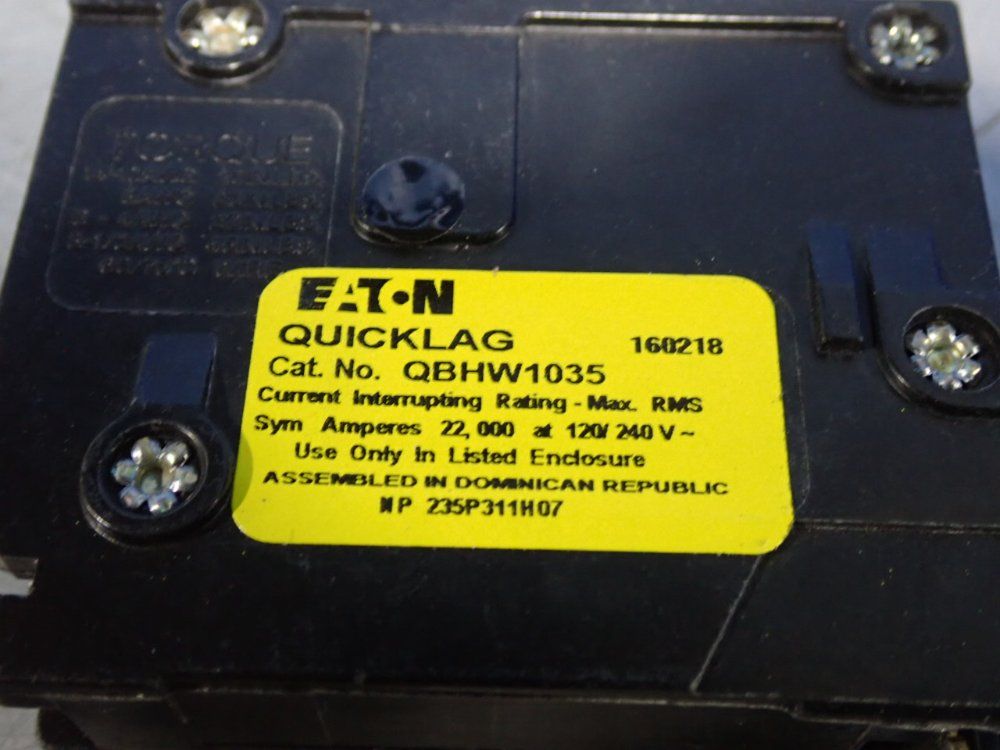 TORQUE
EATON
QUICKLAG 160218
Cat. No. QBHW1035
Current Interrupting Rating - Max. RMS
Sym Amperes 22,000 at 120/240 V ~
Use Only In Listed Enclosure
ASSEMBLED IN DOMINICAN REPUBLIC
NP 235P311H07